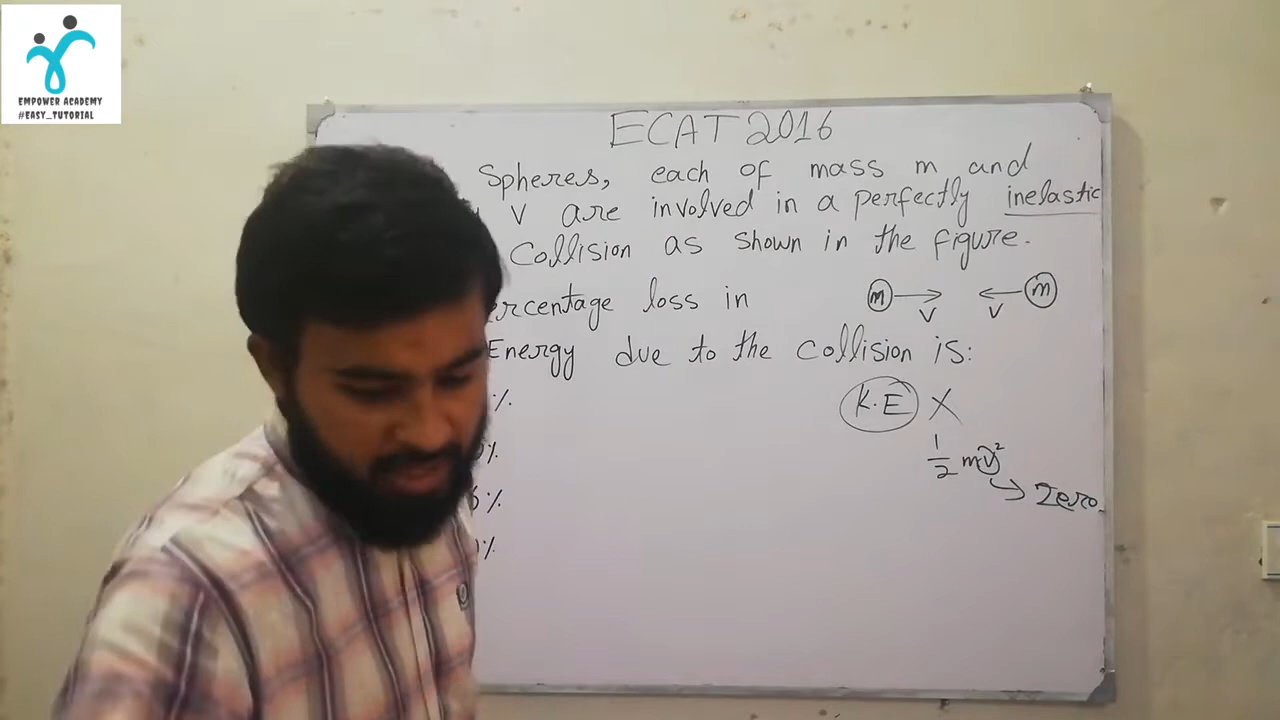 EMPOWER ACADEMY
#EASY_TUTORIAL
ECAT 2016
Spheres, each of mass m and
V are involved in a perfectly inelastic
Collision as shown in the figure.
ercentage loss in
m m
V V
Energy due to the Collision is:
%
K.E X
%
1/2 mv²
Zero.
%
%